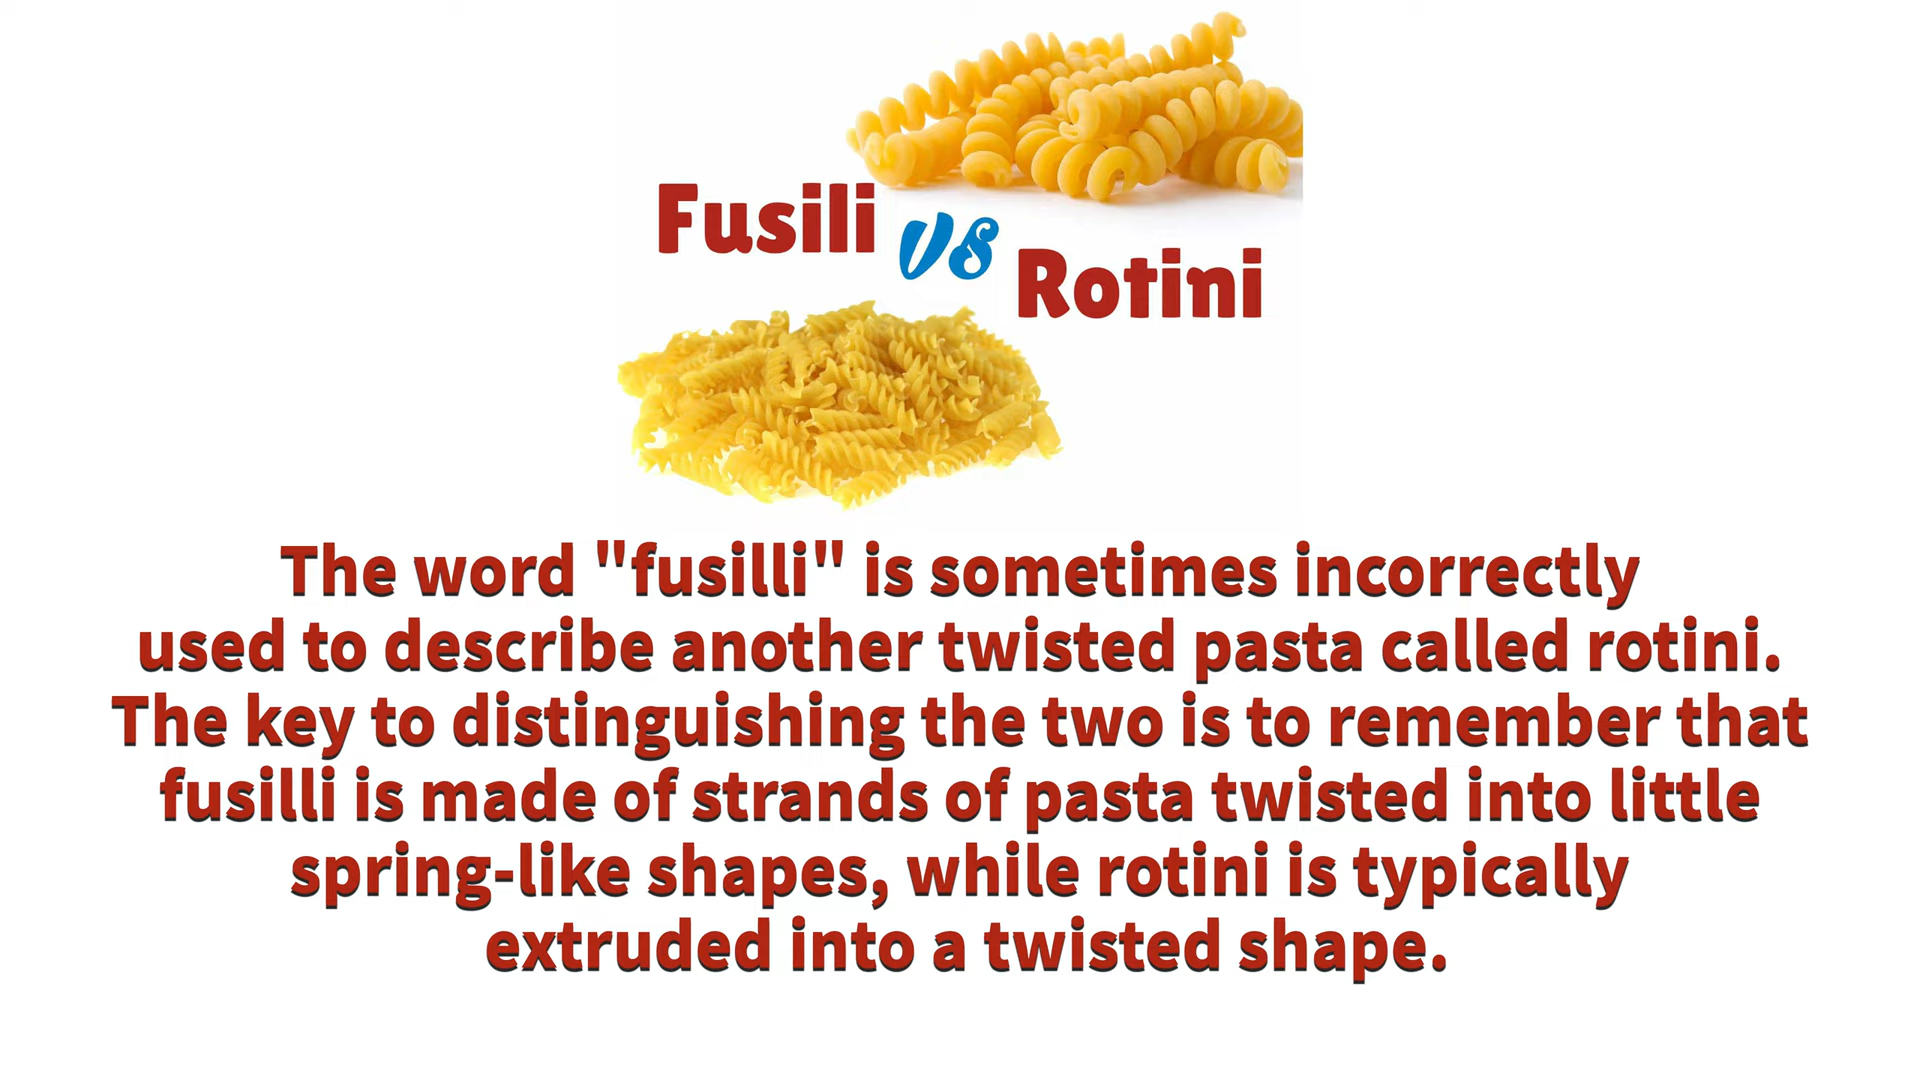 Fusili vs Rotini
The word "fusilli" is sometimes incorrectly
used to describe another twisted pasta called rotini.
The key to distinguishing the two is to remember that
fusilli is made of strands of pasta twisted into little
spring-like shapes, while rotini is typically
extruded into a twisted shape.